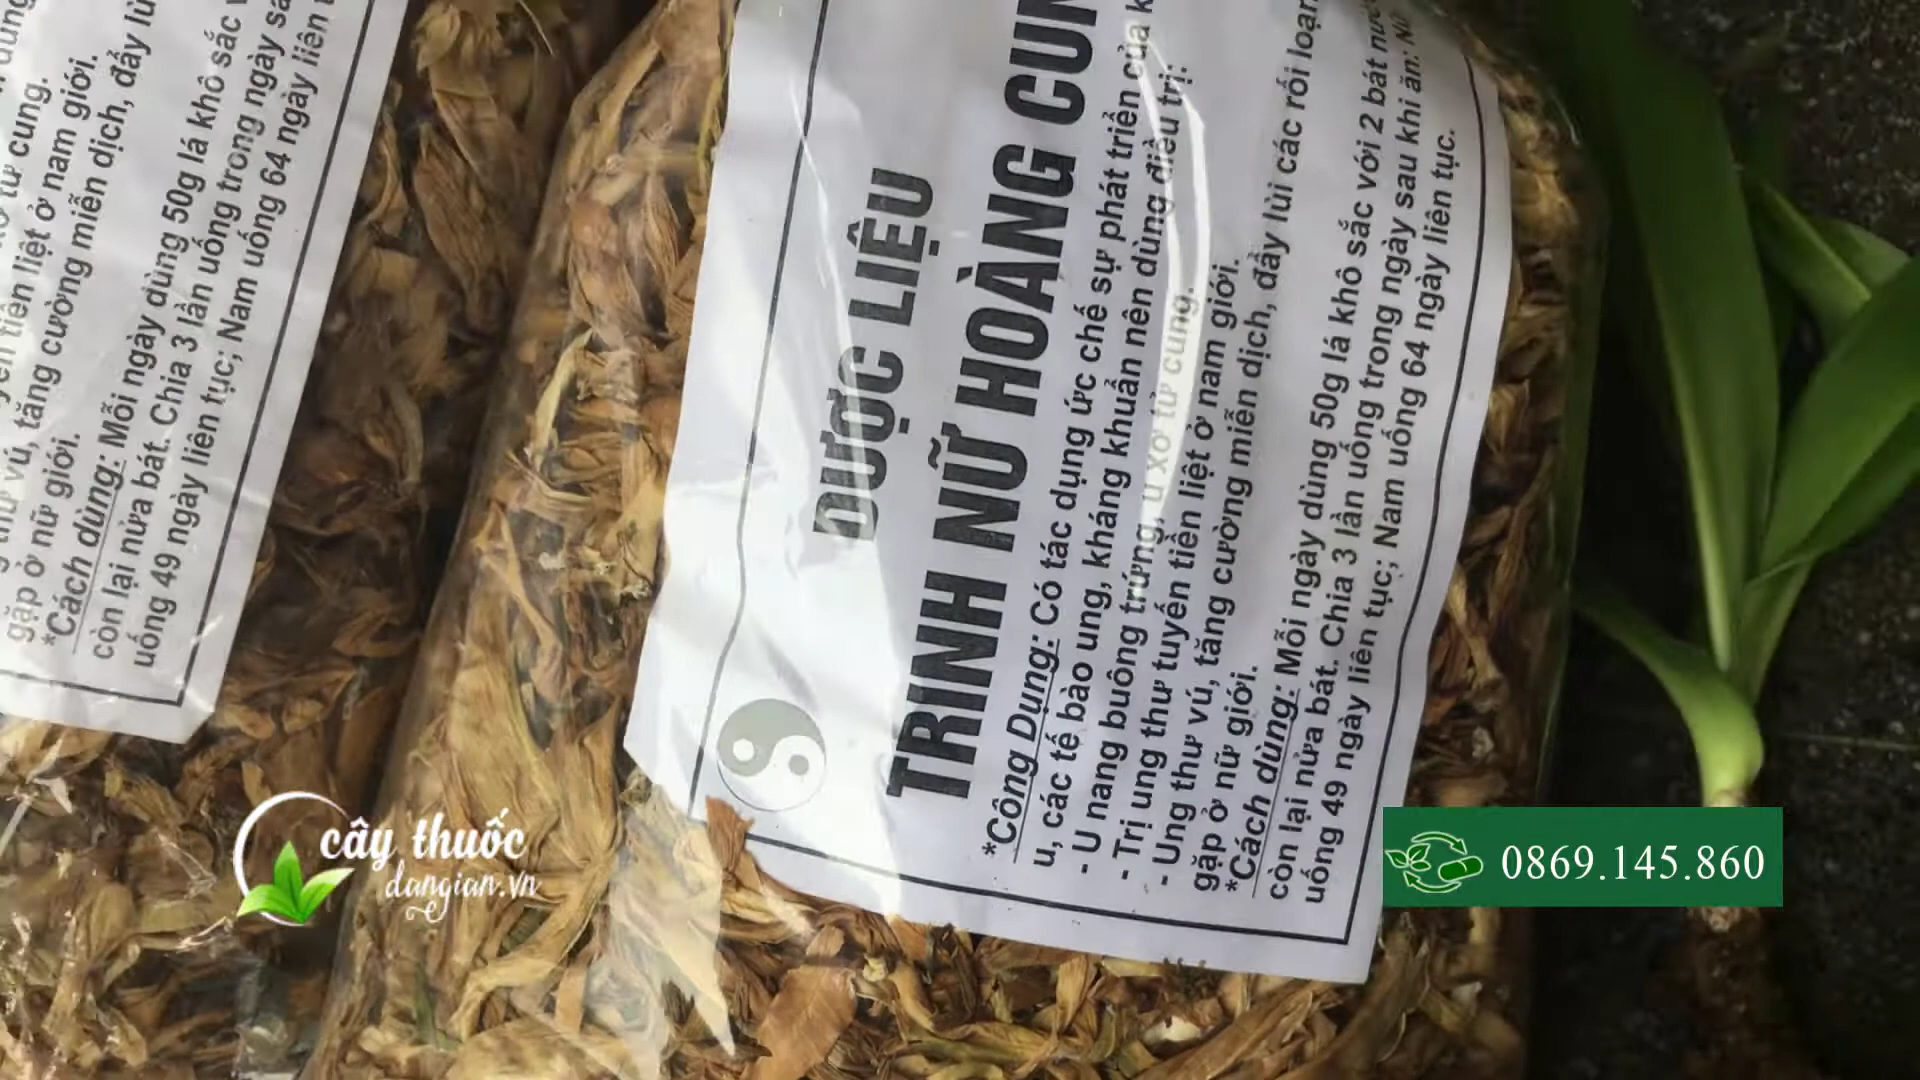 DƯỢC LIỆU
TRINH NỮ HOÀNG CUN
*Công Dụng: Có tác dụng ức chế sự phát triển của k
u, các tế bào ung, kháng khuẩn nên dùng điều trị:
- U nang buồng trứng, u xơ tử cung.
- Trị ung thư tuyến tiền liệt ở nam giới.
- Ung thư vú, tăng cường miễn dịch, đẩy lùi các rối loạn
gặp ở nữ giới.
*Cách dùng: Mỗi ngày dùng 50g lá khô sắc với 2 bát nước
còn lại nửa bát. Chia 3 lần uống trong ngày sau khi ăn: Nữ
uống 49 ngày liên tục; Nam uống 64 ngày liên tục.
tử cung.
tiền liệt ở nam giới.
thư vú, tăng cường miễn dịch, đẩy lù
gặp ở nữ giới.
*Cách dùng: Mỗi ngày dùng 50g lá khô sắc v
còn lại nửa bát. Chia 3 lần uống trong ngày sa
uống 49 ngày liên tục; Nam uống 64 ngày liên t
cây thuốc
dangian.vn
0869.145.860